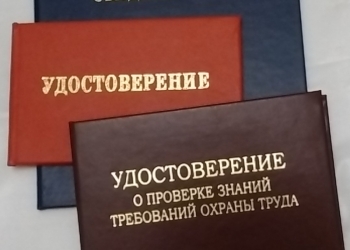 УДОСТОВЕРЕНИЕ
УДОСТОВЕРЕНИЕ
О ПРОВЕРКЕ ЗНАНИЙ
ТРЕБОВАНИЙ ОХРАНЫ ТРУДА